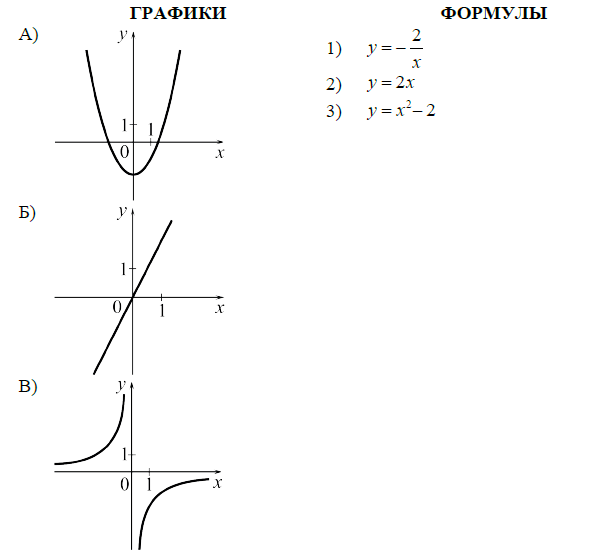 ГРАФИКИ
ФОРМУЛЫ
А)
y
1
1
0
x
1) y = − 2/x
2) y = 2x
3) y = x² − 2
Б)
y
1
0
1
x
В)
y
1
0
1
x